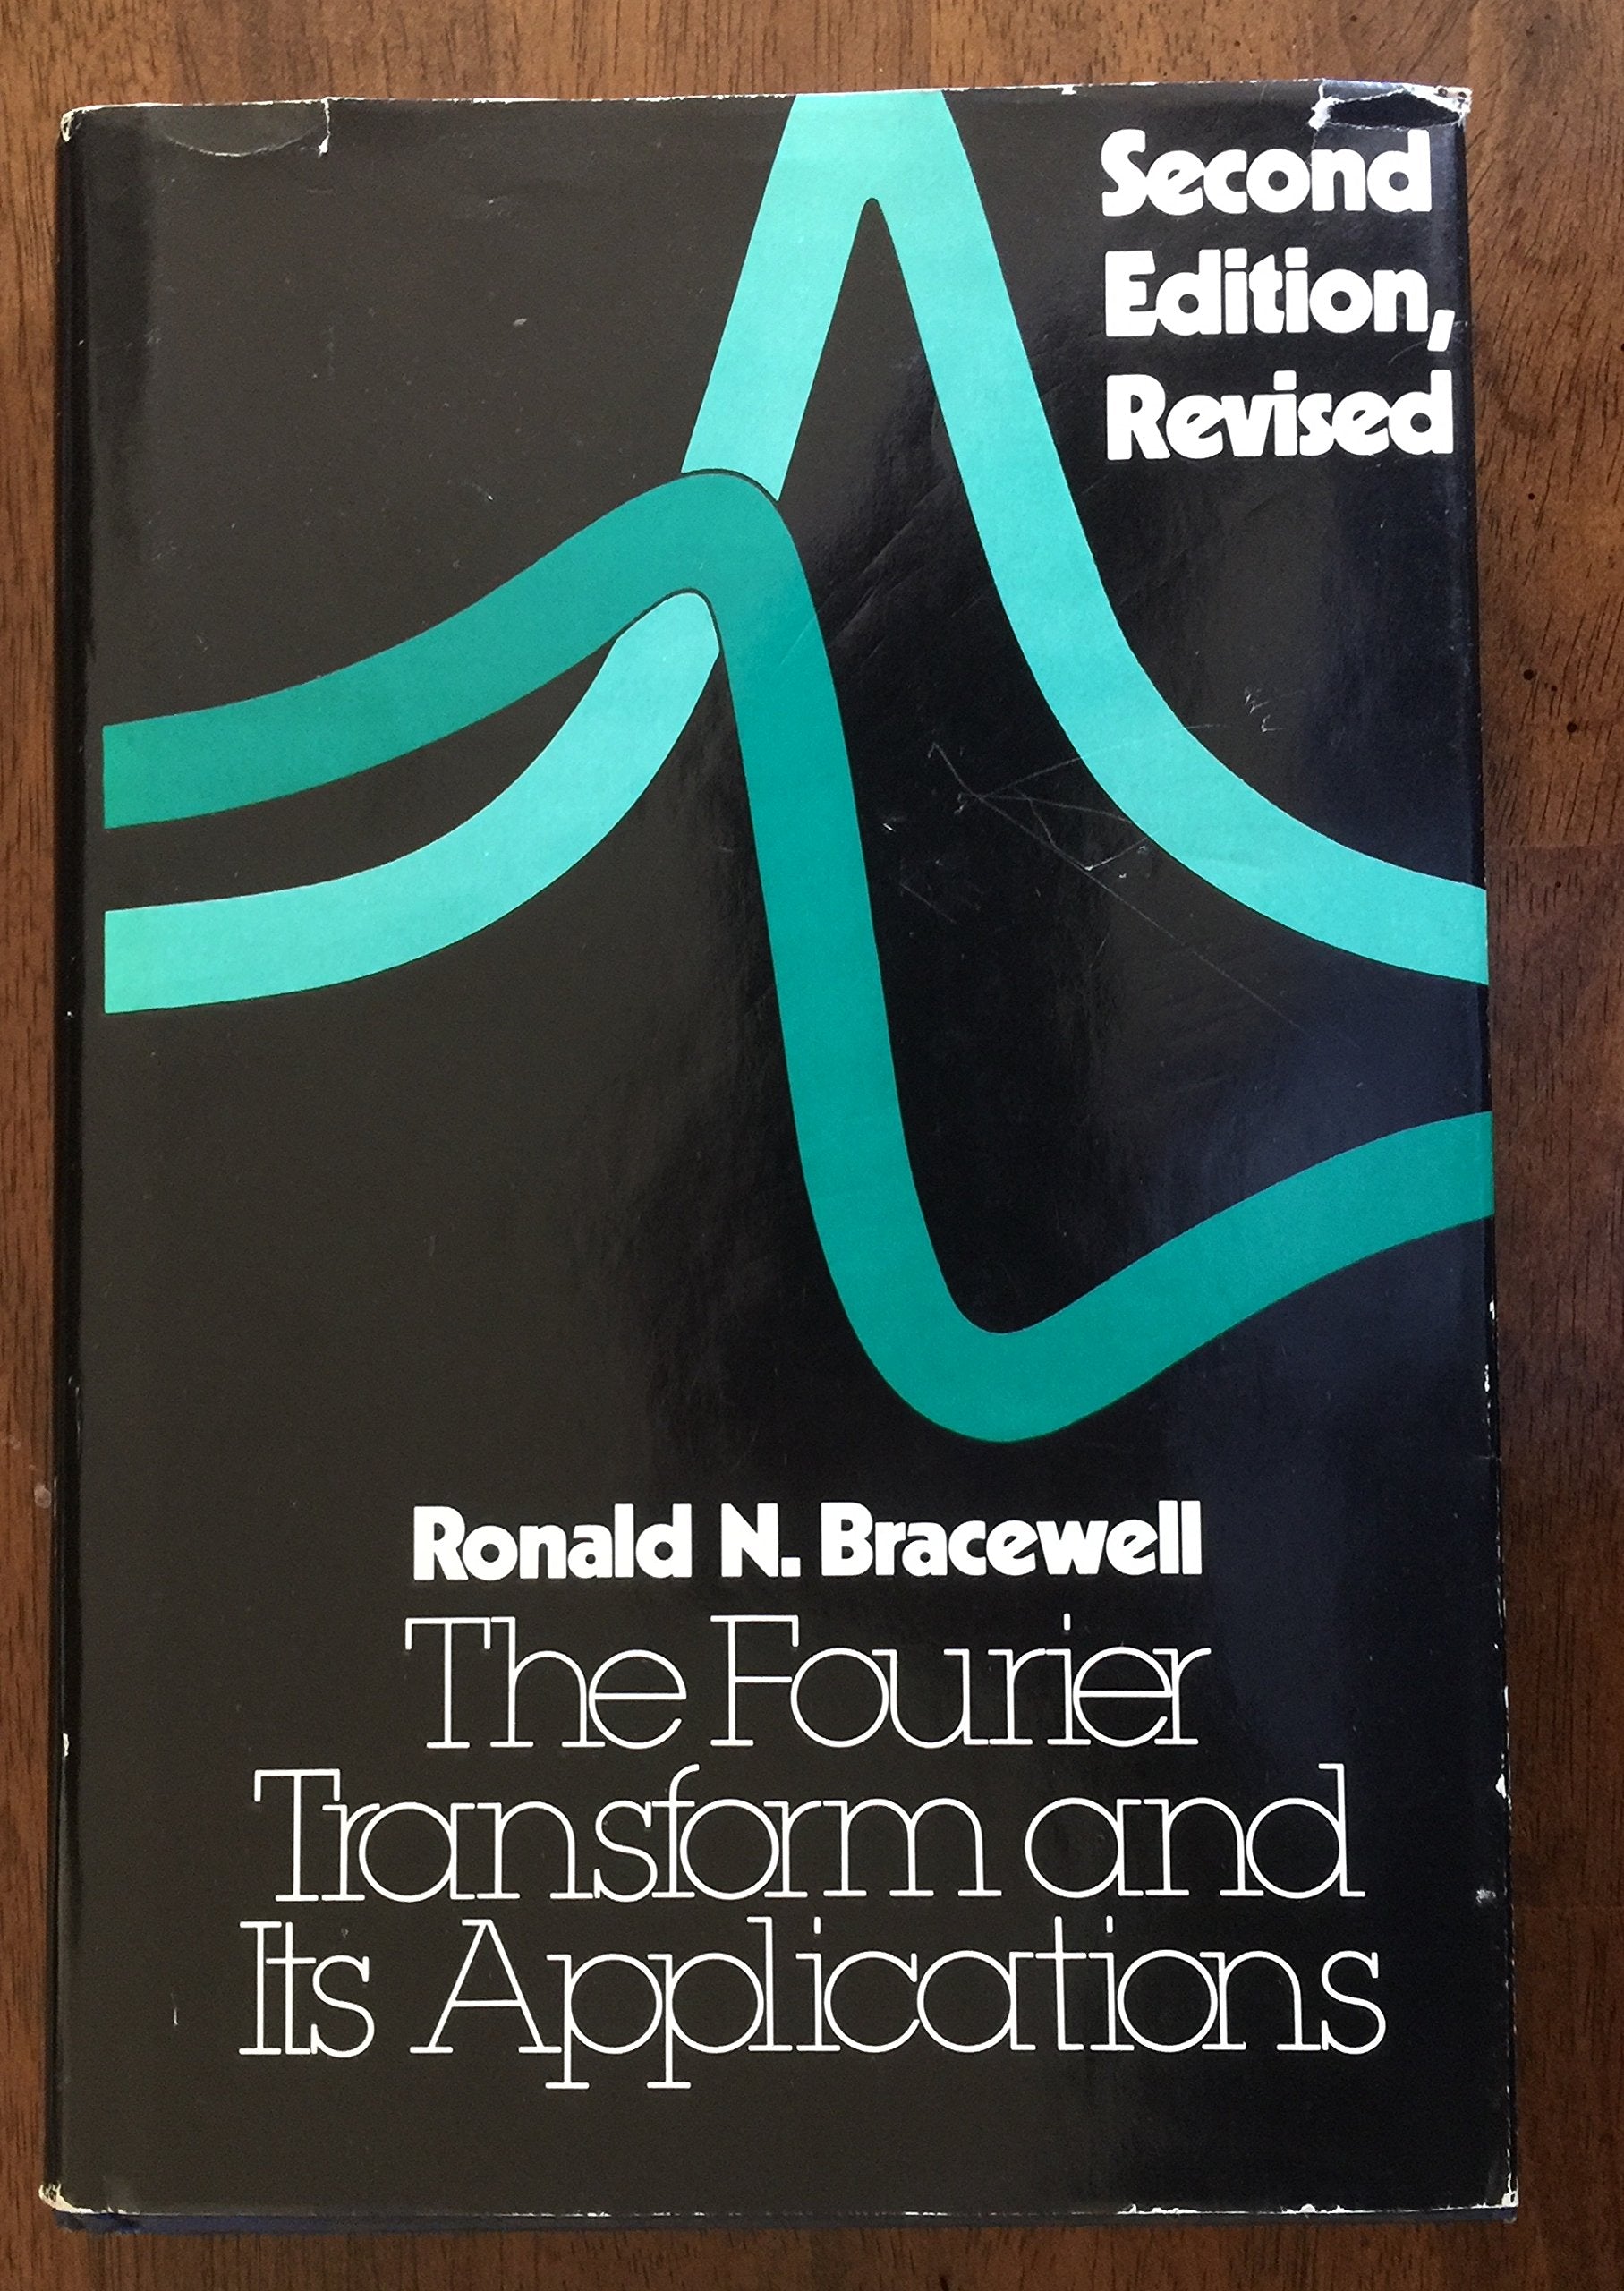 Second
Edition,
Revised
Ronald N. Bracewell
The Fourier
Transform and
Its Applications